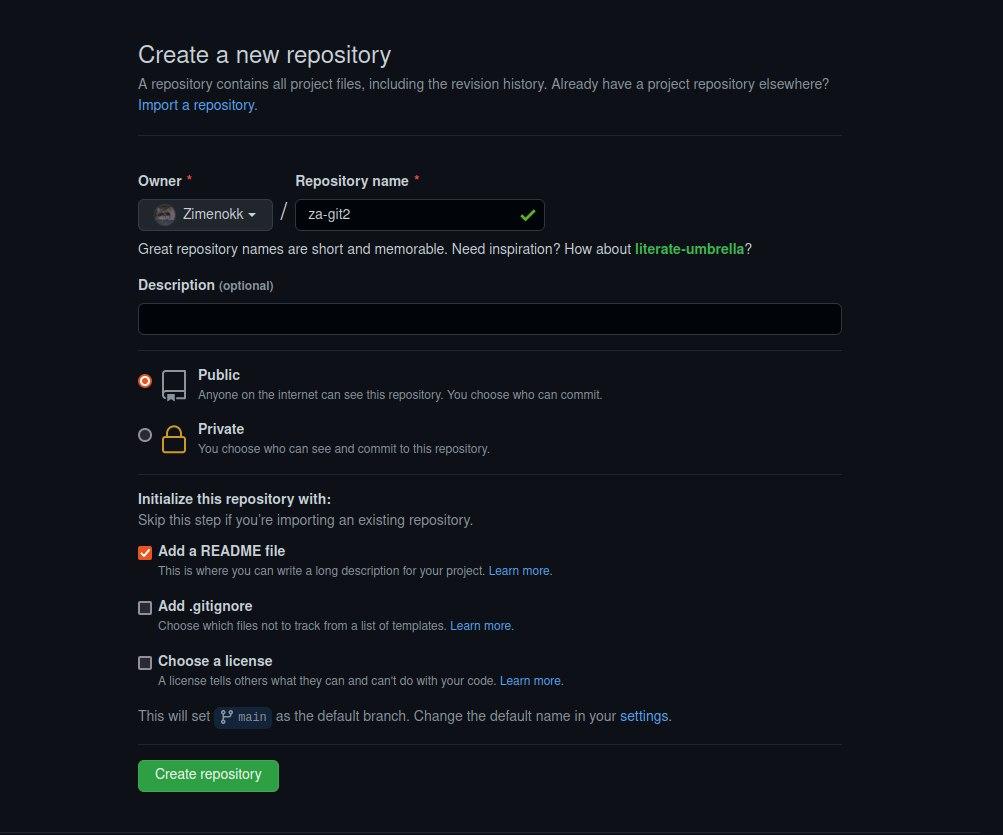 Create a new repository
A repository contains all project files, including the revision history. Already have a project repository elsewhere?
Import a repository.
Owner * Repository name *
Zimenokk / za-git2
Great repository names are short and memorable. Need inspiration? How about literate-umbrella?
Description (optional)
Public
Anyone on the internet can see this repository. You choose who can commit.
Private
You choose who can see and commit to this repository.
Initialize this repository with:
Skip this step if you’re importing an existing repository.
Add a README file
This is where you can write a long description for your project. Learn more.
Add .gitignore
Choose which files not to track from a list of templates. Learn more.
Choose a license
A license tells others what they can and can't do with your code. Learn more.
This will set main as the default branch. Change the default name in your settings.
Create repository